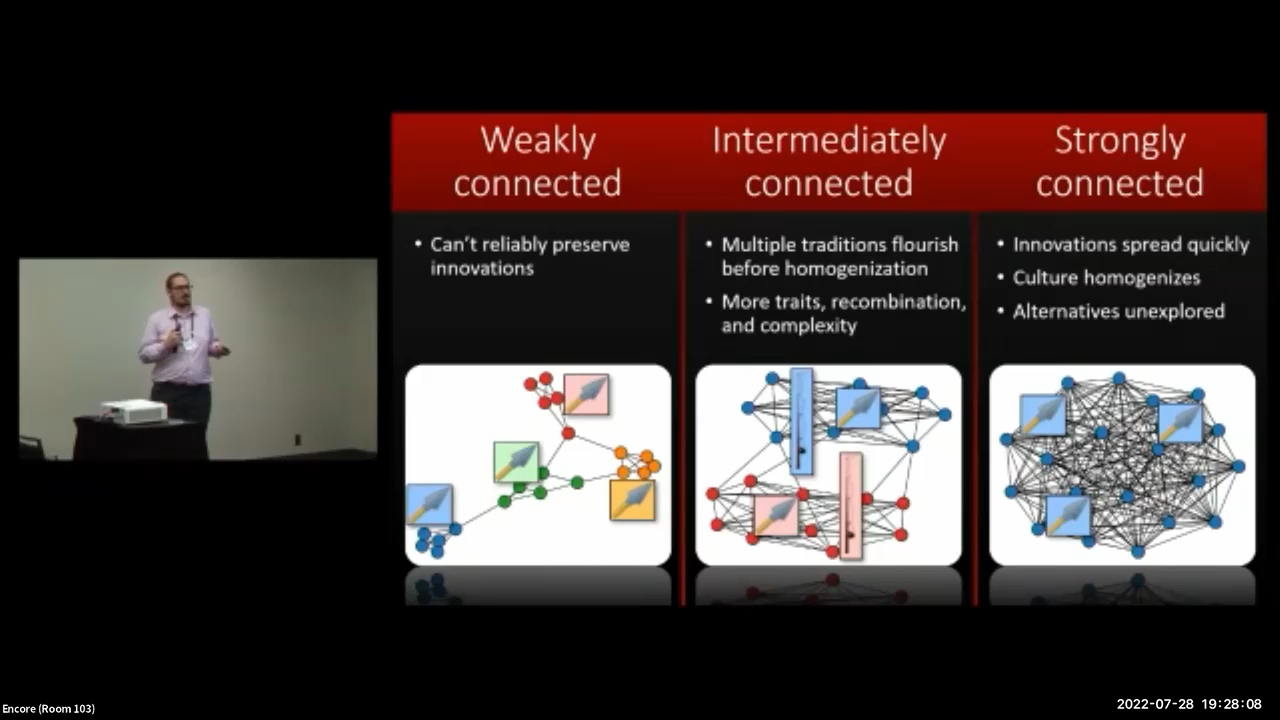 Weakly
connected
• Can't reliably preserve
innovations
Intermediately
connected
• Multiple traditions flourish
before homogenization
• More traits, recombination,
and complexity
Strongly
connected
• Innovations spread quickly
• Culture homogenizes
• Alternatives unexplored
Encore (Room 103)
2022-07-28 19:28:08